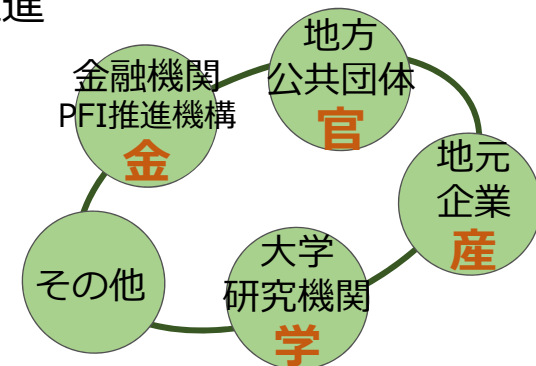 進
地方
公共団体
官
金融機関
PFI推進機構
金
地元
企業
産
大学
研究機関
学
その他